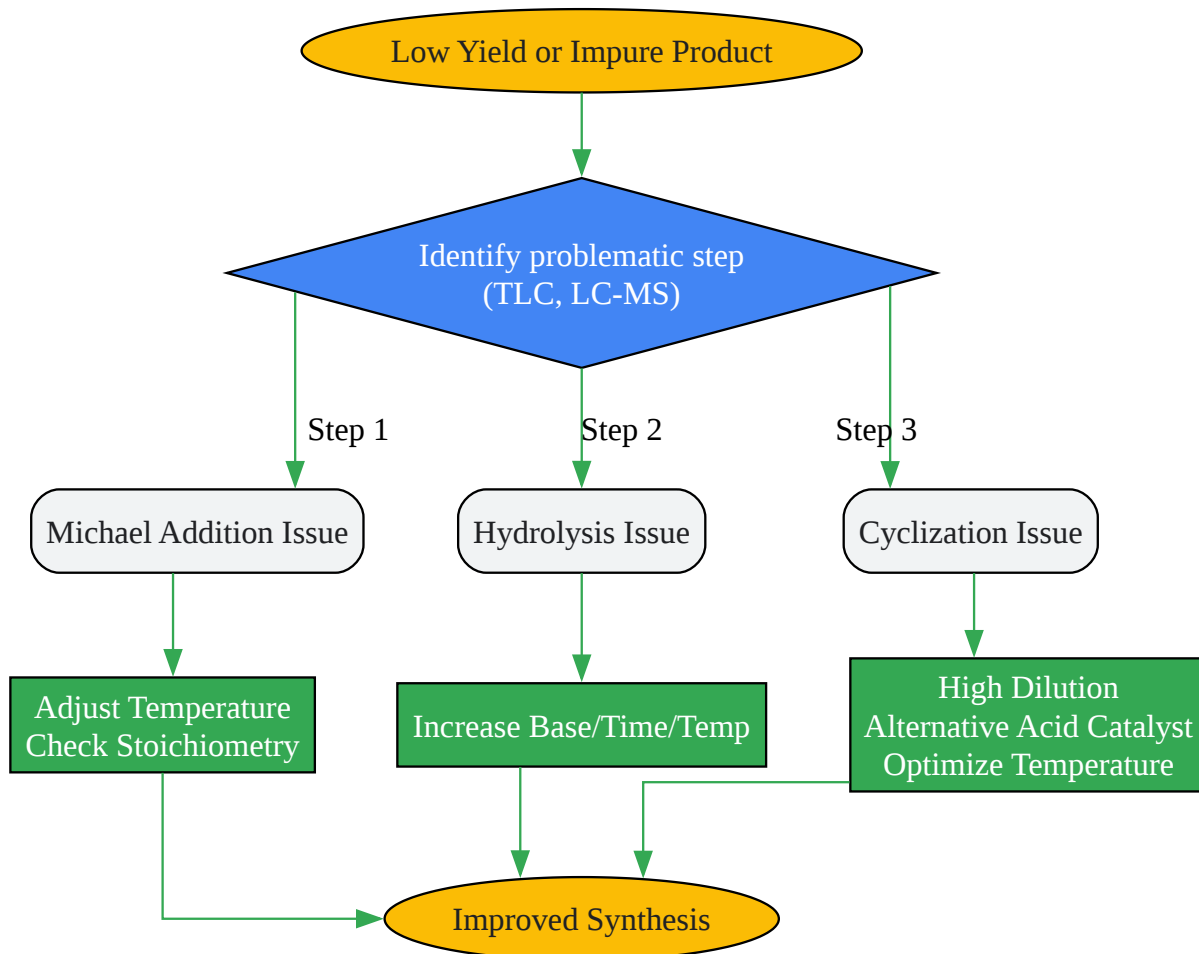 Low Yield or Impure Product
Identify problematic step
(TLC, LC-MS)
Step 1
Step 2
Step 3
Michael Addition Issue
Hydrolysis Issue
Cyclization Issue
Adjust Temperature
Check Stoichiometry
Increase Base/Time/Temp
High Dilution
Alternative Acid Catalyst
Optimize Temperature
Improved Synthesis